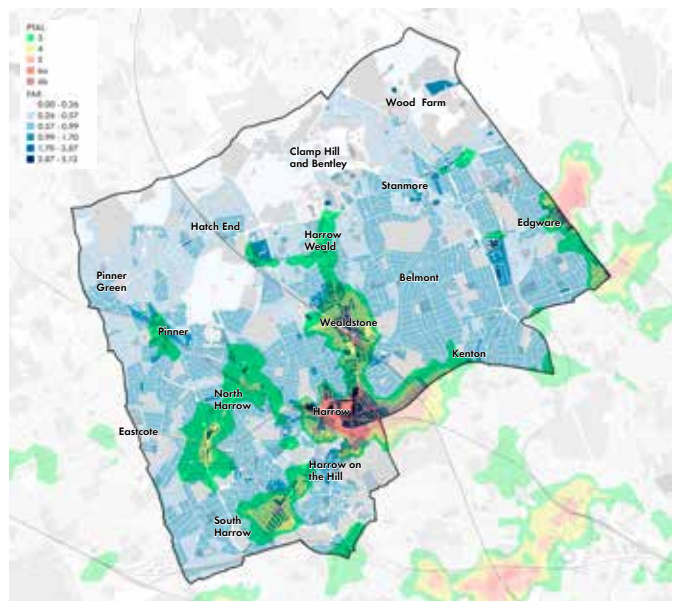 PTAL
3
4
5
6a
6b
FAR
0.00 - 0.26
0.26 - 0.57
0.57 - 0.99
0.99 - 1.70
1.70 - 2.87
2.87 - 5.12
Wood Farm
Clamp Hill
and Bentley
Stanmore
Hatch End
Harrow
Weald
Edgware
Pinner
Green
Belmont
Pinner
Wealdstone
Kenton
North
Harrow
Harrow
Eastcote
Harrow on
the Hill
South
Harrow